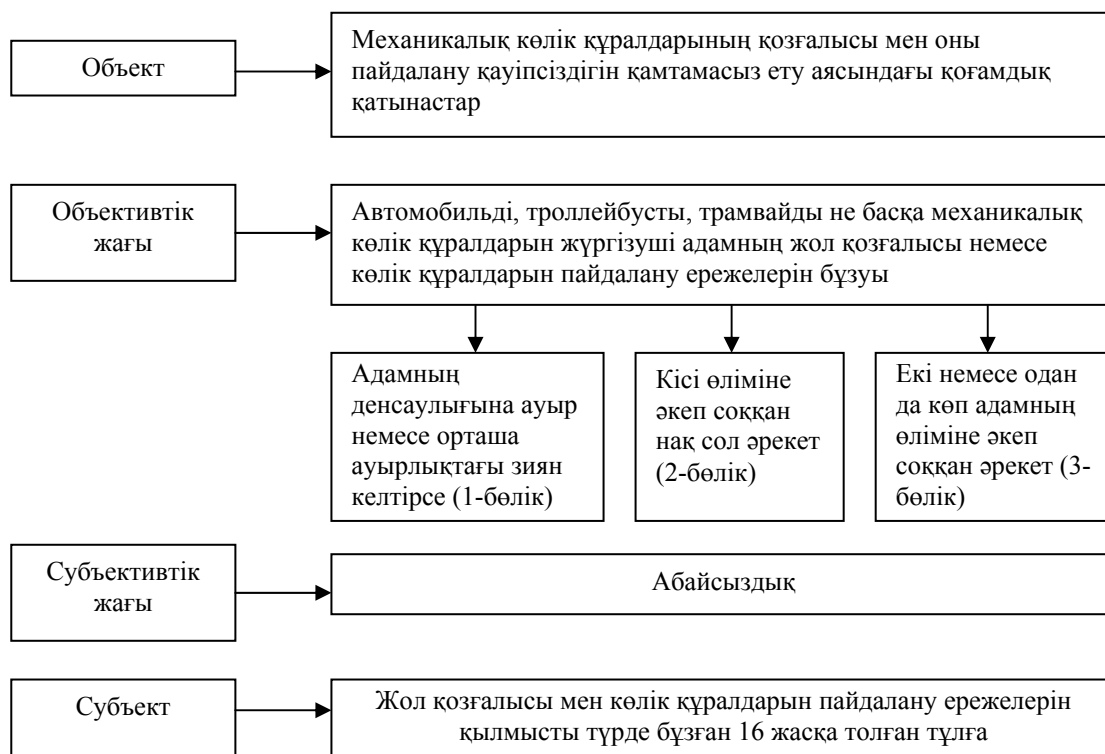 Объект
Механикалық көлік құралдарының қозғалысы мен оны
пайдалану қауіпсіздігін қамтамасыз ету аясындағы қоғамдық
қатынастар
Объективтік
жағы
Автомобильді, троллейбусты, трамвайды не басқа механикалық
көлік құралдарын жүргізуші адамның жол қозғалысы немесе
көлік құралдарын пайдалану ережелерін бұзуы
Адамның
денсаулығына ауыр
немесе орташа
ауырлықтағы зиян
келтірсе (1-бөлік)
Кісі өліміне
әкеп соққан
нақ сол әрекет
(2-бөлік)
Екі немесе одан
да көп адамның
өліміне әкеп
соққан әрекет (3-
бөлік)
Субъективтік
жағы
Абайсыздық
Субъект
Жол қозғалысы мен көлік құралдарын пайдалану ережелерін
қылмысты түрде бұзған 16 жасқа толған тұлға